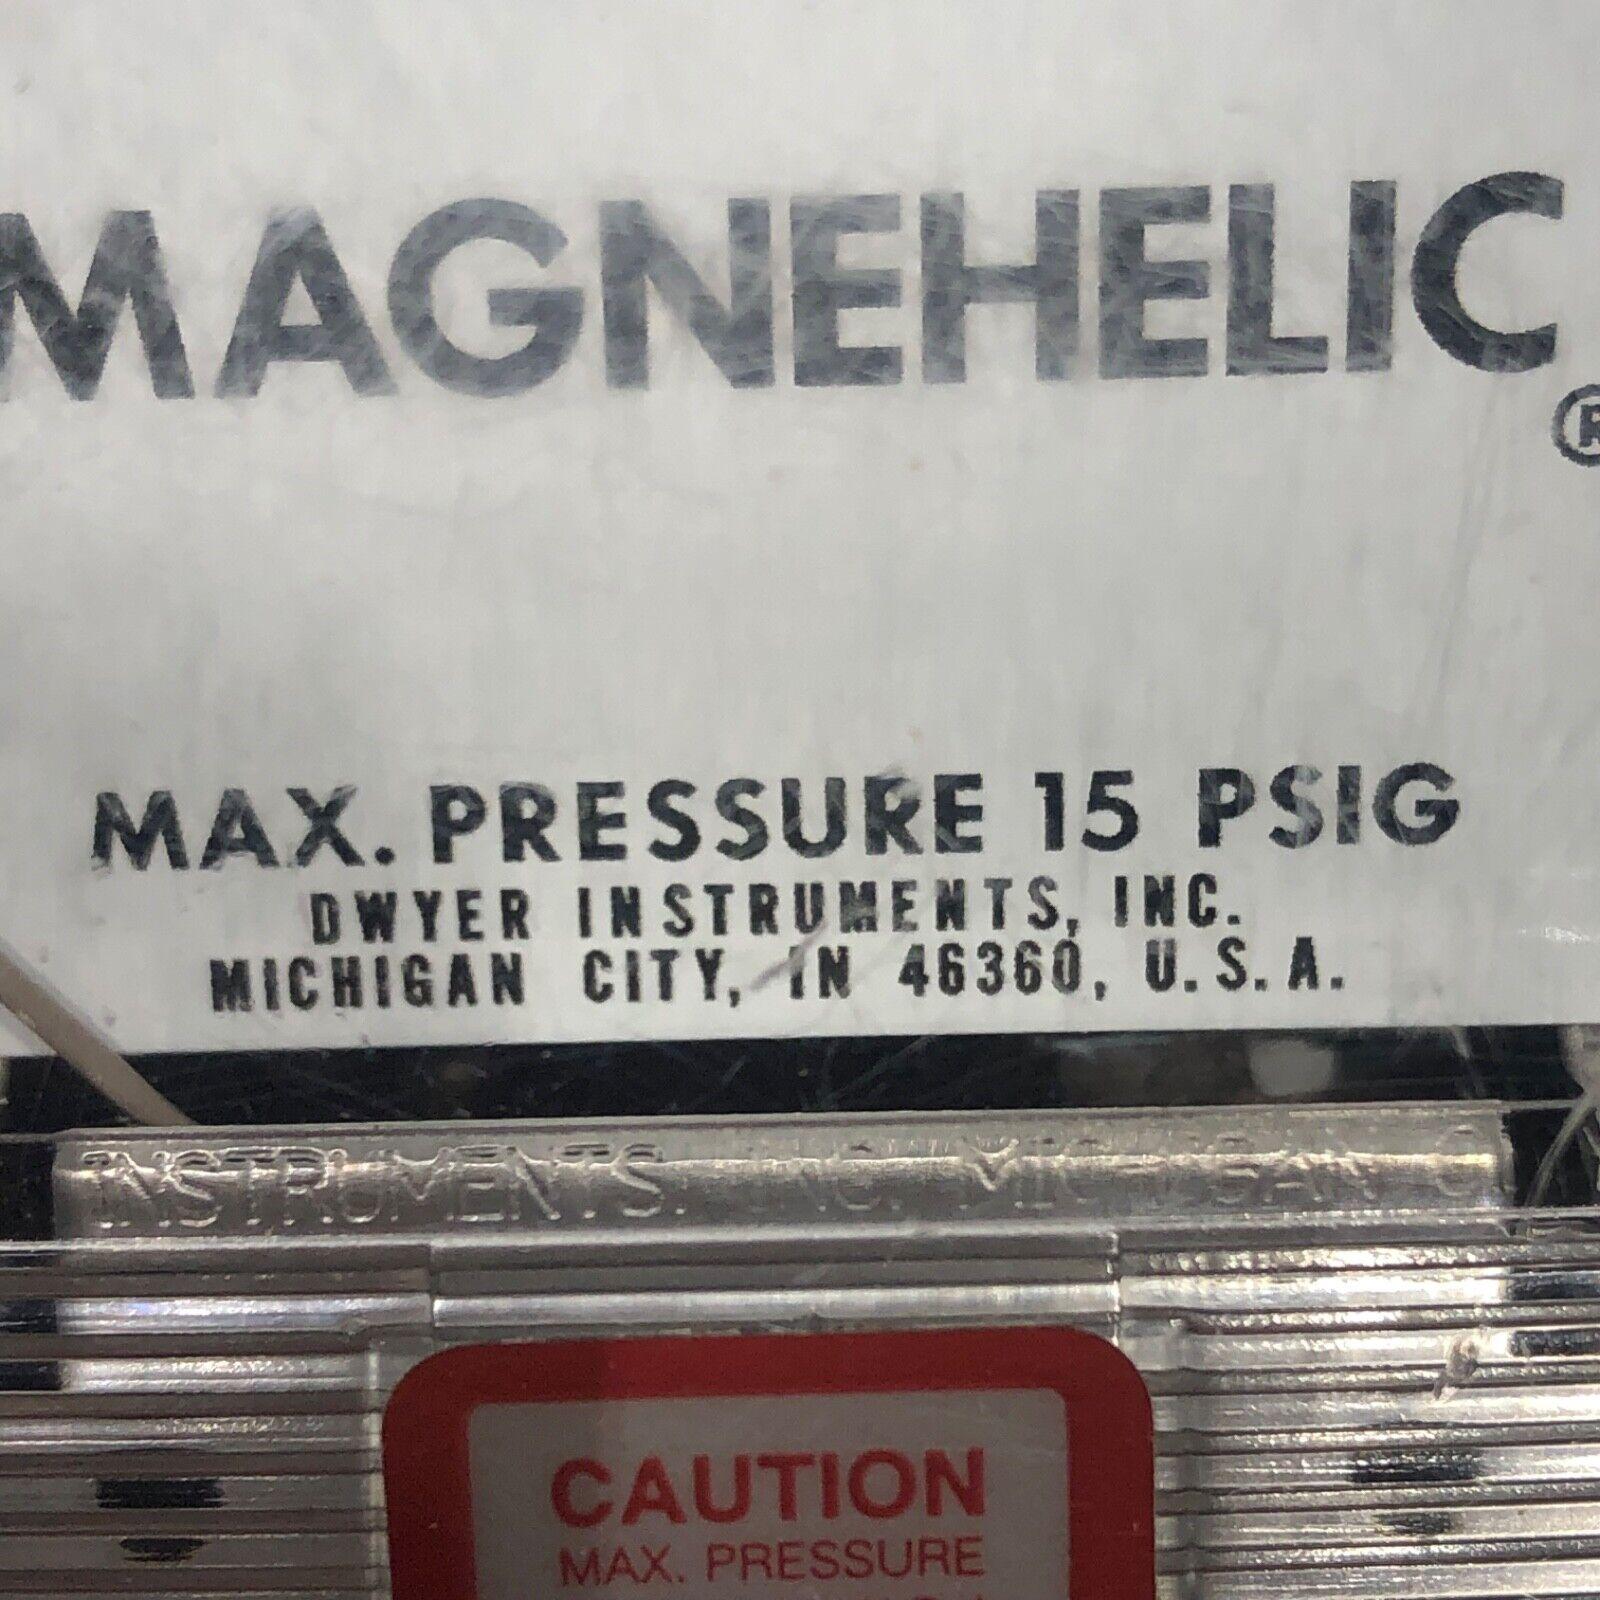 MAGNEHELIC
®
MAX. PRESSURE 15 PSIG
DWYER INSTRUMENTS, INC.
MICHIGAN CITY, IN 46360, U.S.A.
INSTRUMENTS. INC. MICHIGAN
CAUTION
MAX. PRESSURE